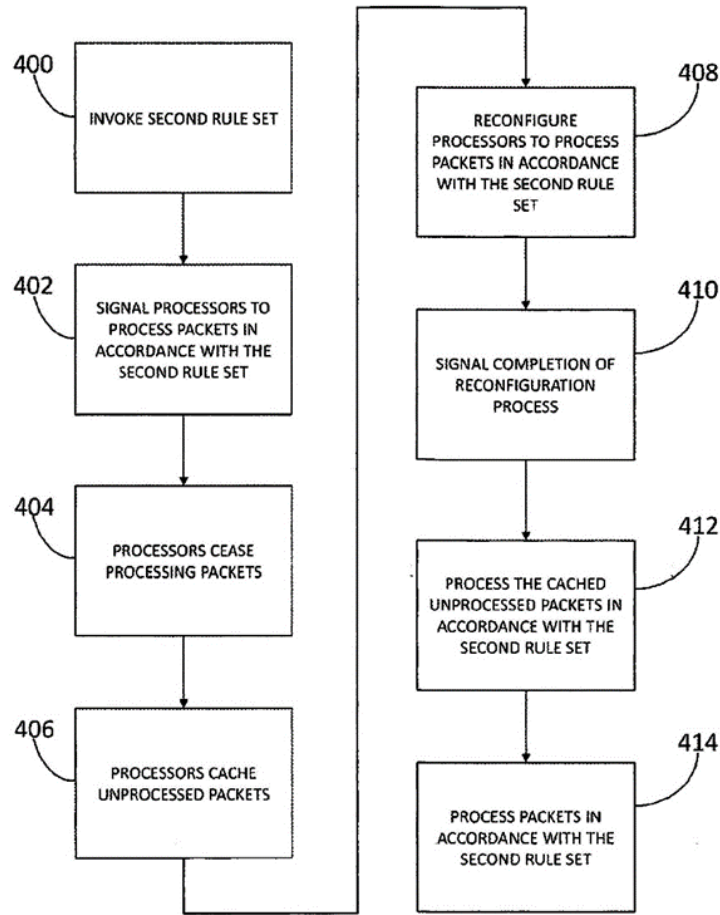 400
INVOKE SECOND RULE SET
402
SIGNAL PROCESSORS TO
PROCESS PACKETS IN
ACCORDANCE WITH THE
SECOND RULE SET
404
PROCESSORS CEASE
PROCESSING PACKETS
406
PROCESSORS CACHE
UNPROCESSED PACKETS
408
RECONFIGURE
PROCESSORS TO PROCESS
PACKETS IN ACCORDANCE
WITH THE SECOND RULE
SET
410
SIGNAL COMPLETION OF
RECONFIGURATION
PROCESS
412
PROCESS THE CACHED
UNPROCESSED PACKETS IN
ACCORDANCE WITH THE
SECOND RULE SET
414
PROCESS PACKETS IN
ACCORDANCE WITH THE
SECOND RULE SET